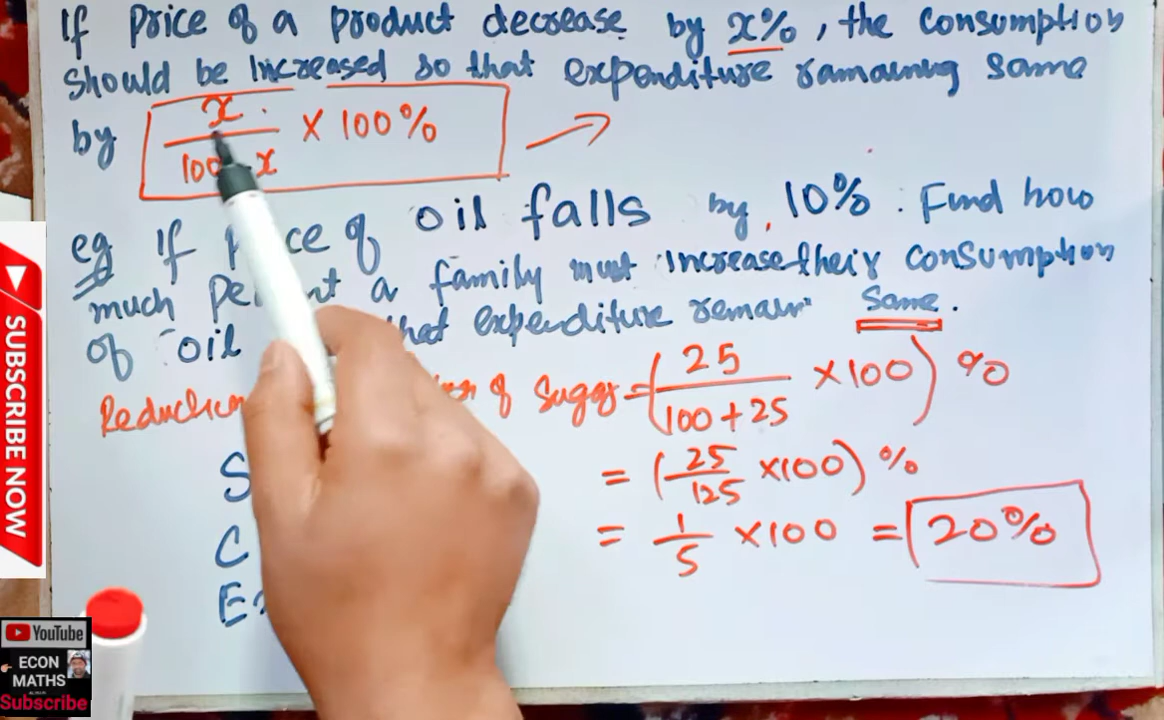 If Price of a product decrease by x%, the Consumption
Should be Increased so that expenditure ramaining Same
by x/100-x × 100%
eg If Price of oil falls by 10%. Find how
much Percent a family must Increase their Consumption
of oil that expenditure remain Same.
Reduction of Sugar = (25/100+25 × 100) %
S = (25/125 × 100) %
C = 1/5 × 100 = 20%
E
SUBSCRIBE NOW
YouTube
ECON
MATHS
Subscribe